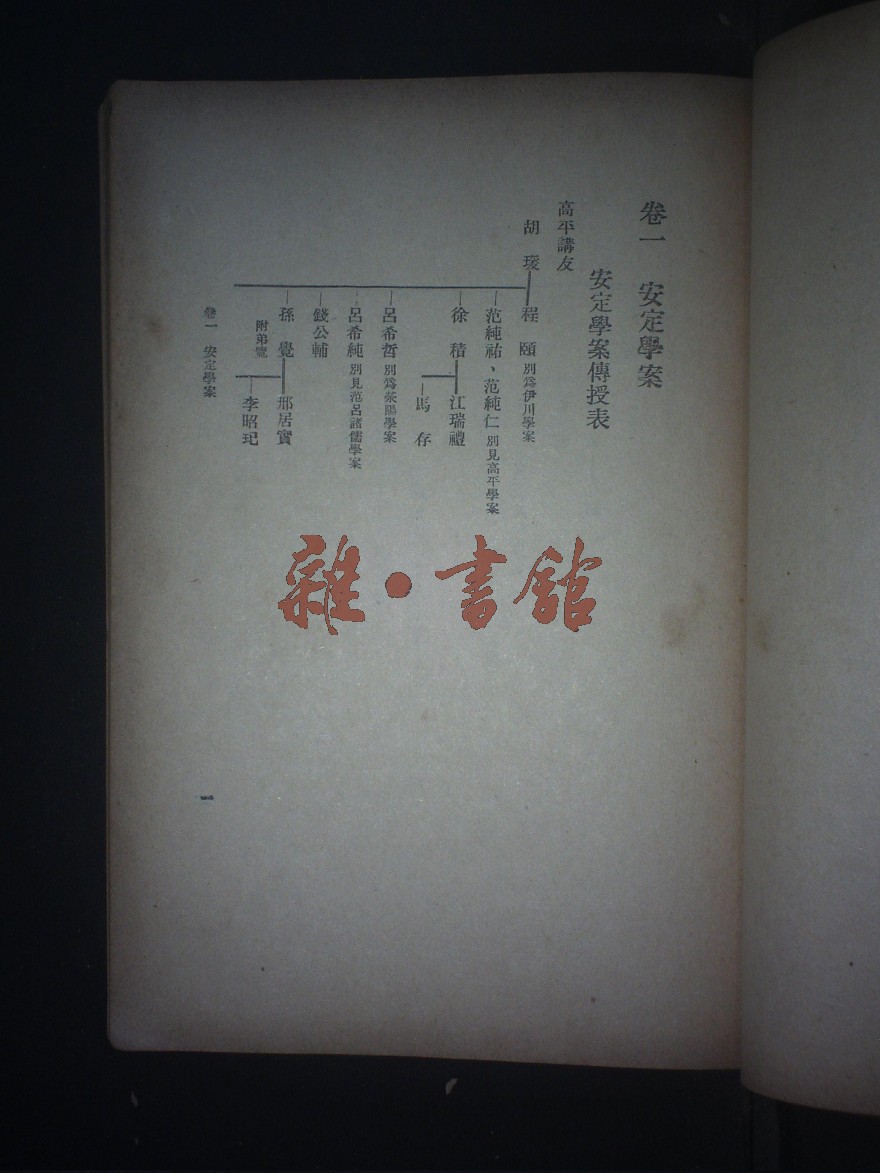 卷一　安定學案
安定學案傳授表
高平講友
胡　瑗
程　頤 別爲伊川學案
范純祐、范純仁 別見高平學案
徐　積
江瑞禮
馬　存
呂希哲 別爲滎陽學案
呂希純 別見范呂諸儒學案
錢公輔
孫　覺
邢居實
附弟覽
李昭玘
卷一　安定學案
一
雜·書館